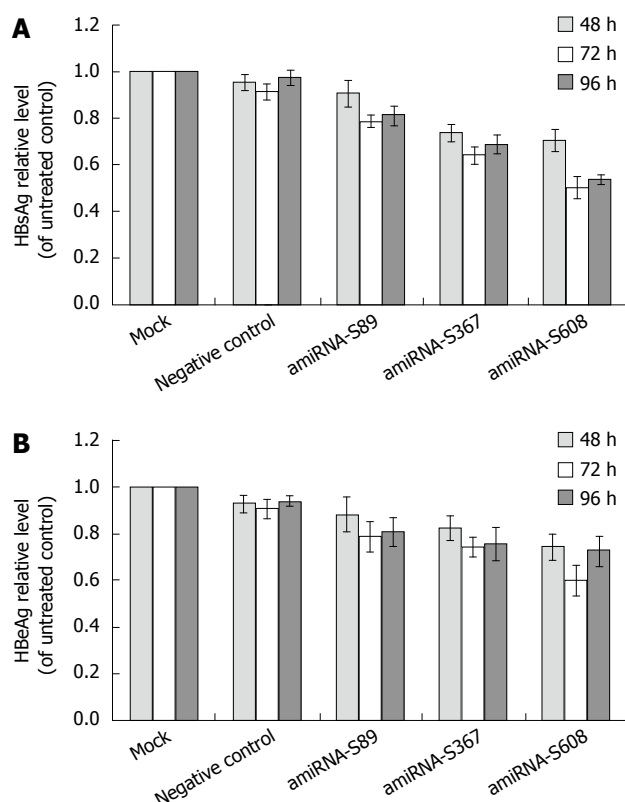 A
48 h
72 h
96 h
HBsAg relative level
(of untreated control)
1.2
1.0
0.8
0.6
0.4
0.2
0.0
Mock
Negative control
amiRNA-S89
amiRNA-S367
amiRNA-S608
B
48 h
72 h
96 h
HBeAg relative level
(of untreated control)
1.2
1.0
0.8
0.6
0.4
0.2
0.0
Mock
Negative control
amiRNA-S89
amiRNA-S367
amiRNA-S608